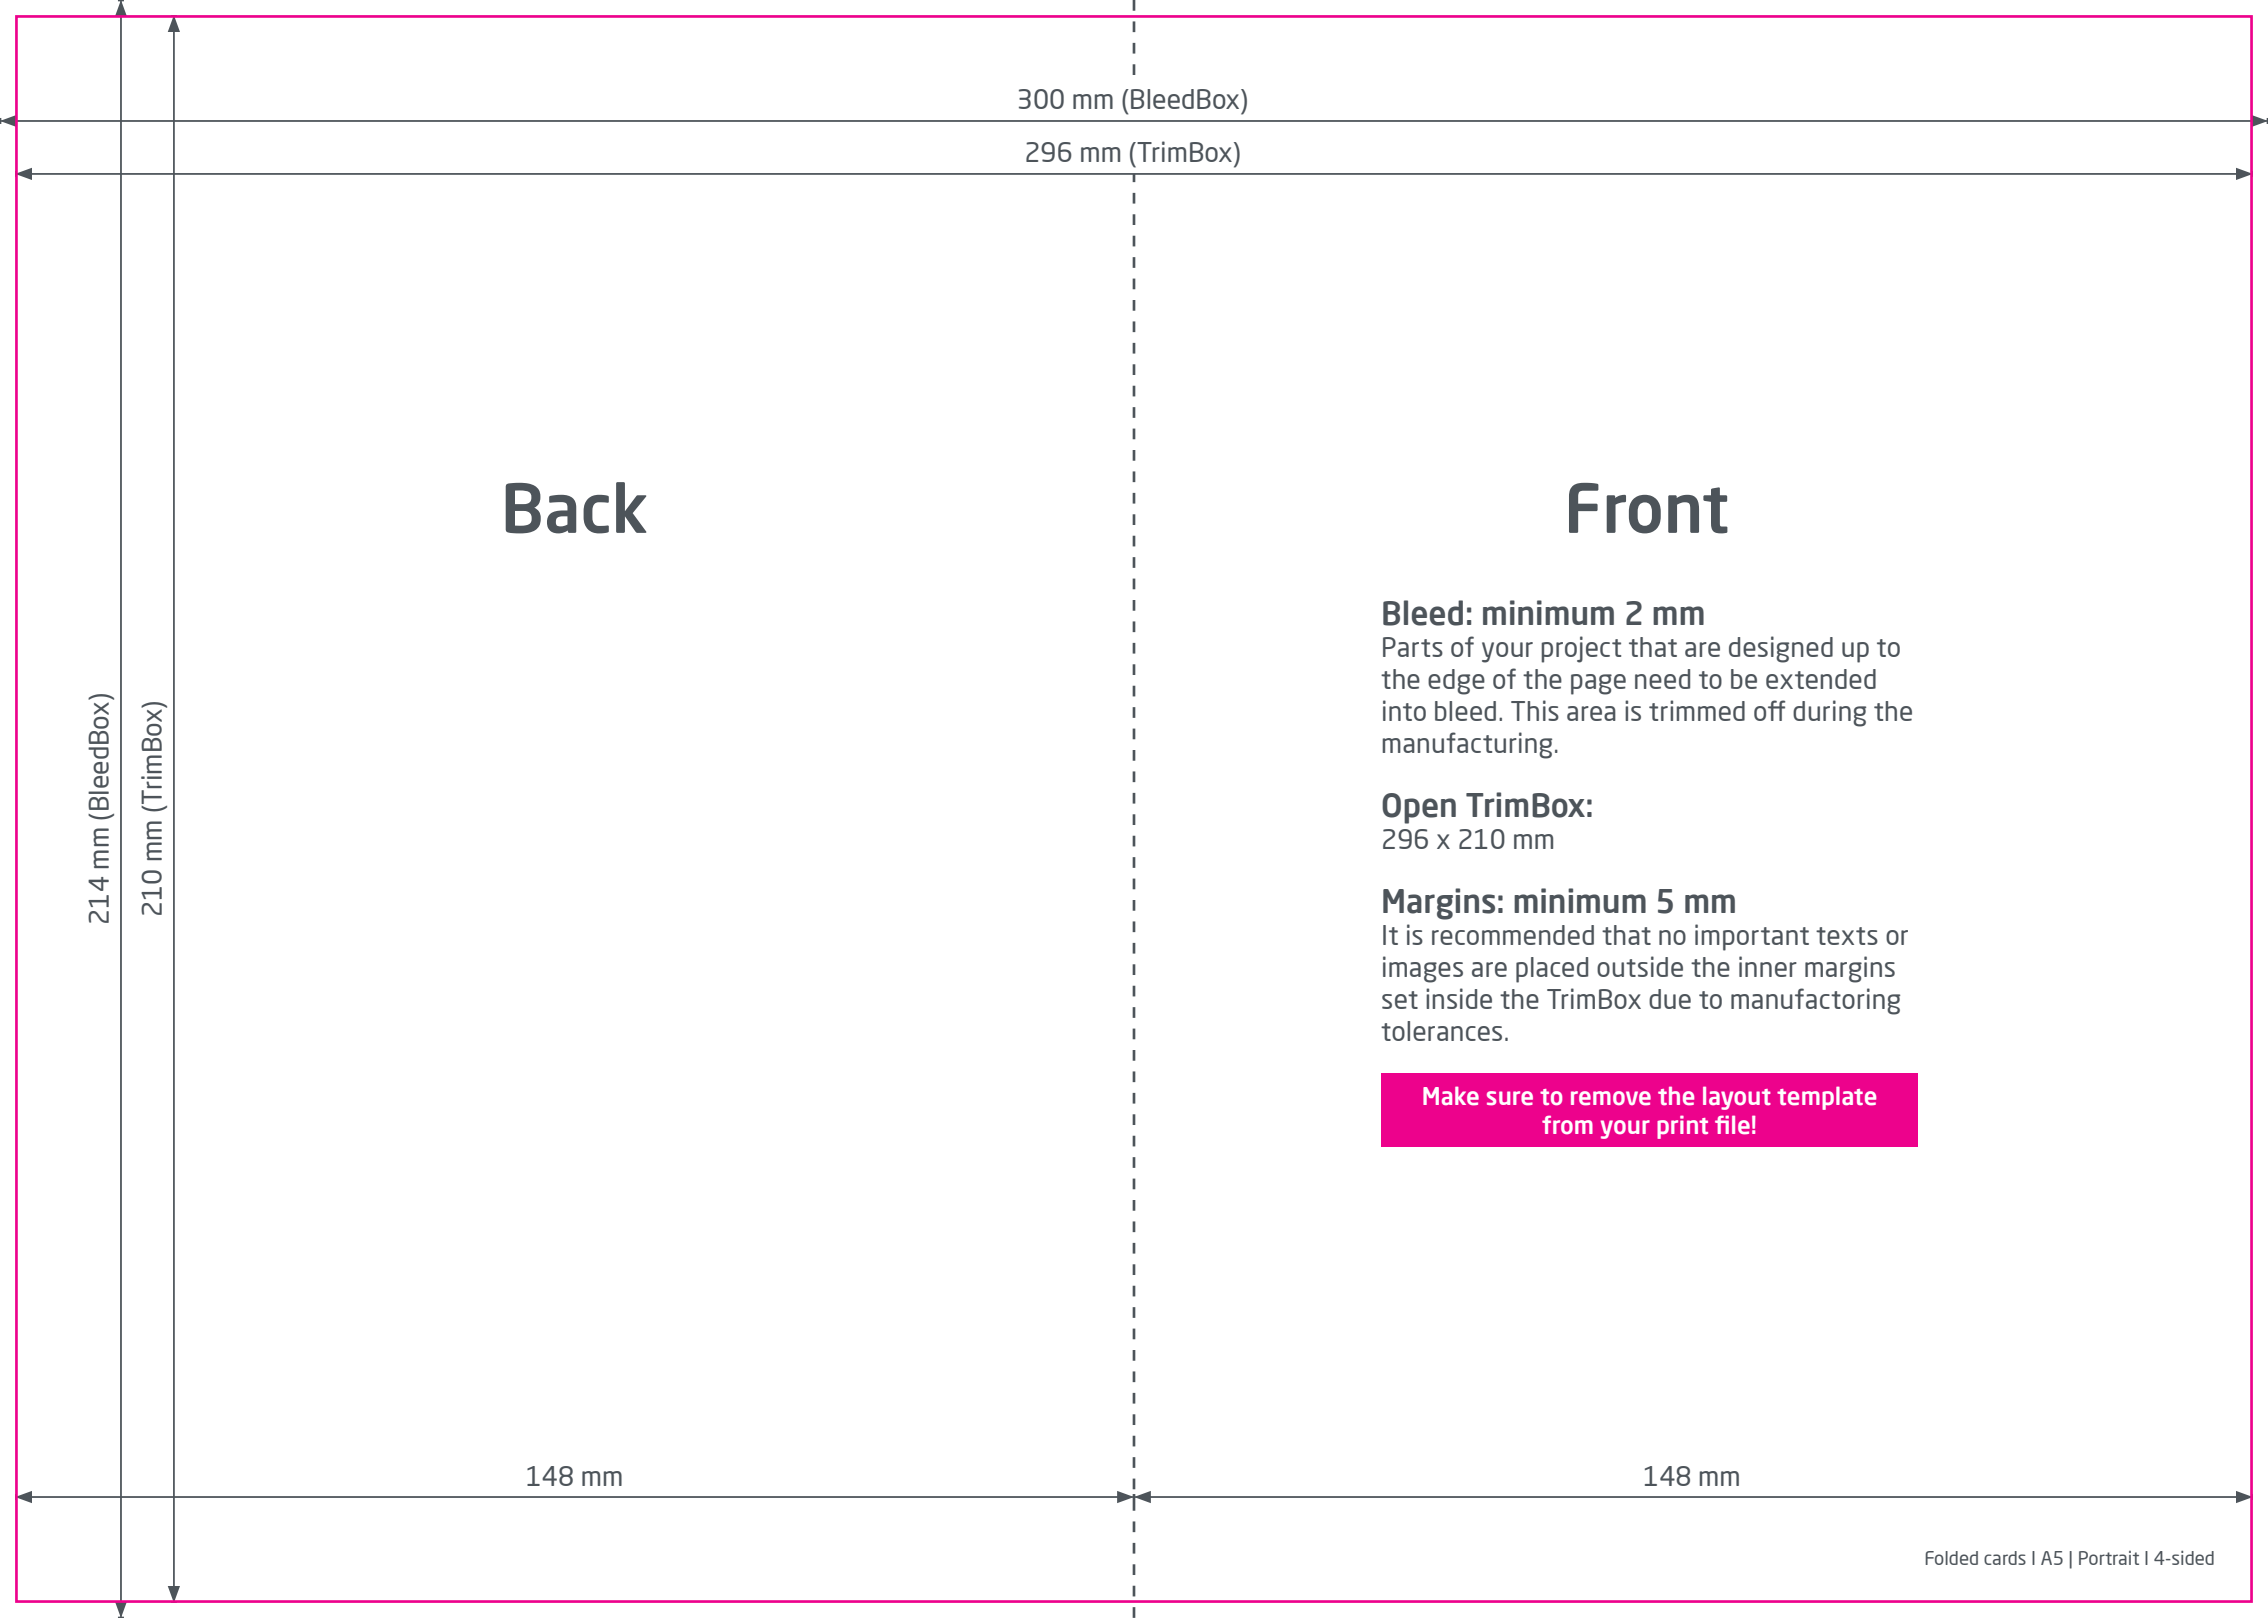 300 mm (BleedBox)
296 mm (TrimBox)
214 mm (BleedBox)
210 mm (TrimBox)
Back
Front
Bleed: minimum 2 mm
Parts of your project that are designed up to
the edge of the page need to be extended
into bleed. This area is trimmed off during the
manufacturing.
Open TrimBox:
296 x 210 mm
Margins: minimum 5 mm
It is recommended that no important texts or
images are placed outside the inner margins
set inside the TrimBox due to manufactoring
tolerances.
Make sure to remove the layout template
from your print file!
148 mm
148 mm
Folded cards I A5 | Portrait I 4-sided